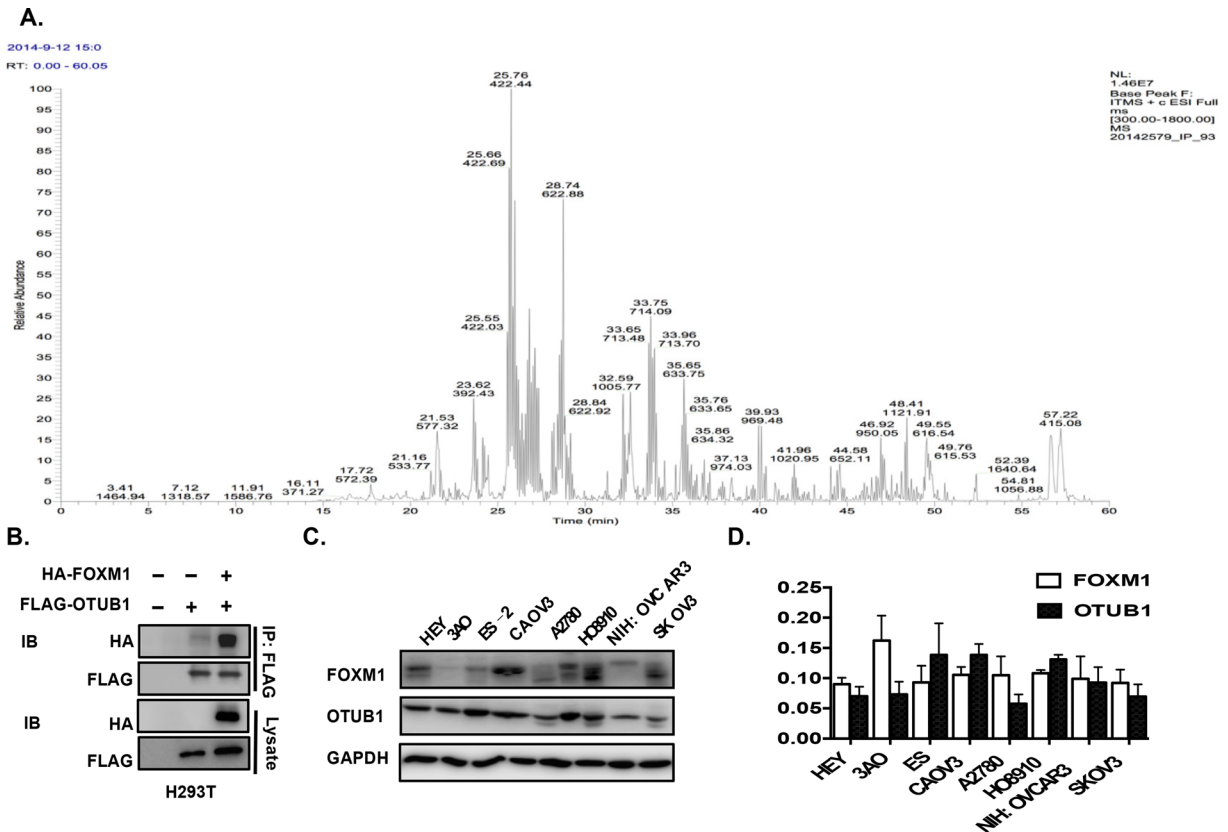 A.
2014-9-12 15:0
RT: 0.00 - 60.05
NL:
1.46E7
Base Peak F:
ITMS + c ESI Full
ms
[300.00-1800.00]
MS
20142579_IP_93
Relative Abundance
100
95
90
85
80
75
70
65
60
55
50
45
40
35
30
25
20
15
10
5
0
25.76
422.44
25.66
422.69
28.74
622.88
25.55
422.03
33.75
714.09
33.65
713.48
33.96
713.70
23.62
392.43
32.59
1005.77
35.65
633.75
28.84
622.92
35.76
633.65
21.53
577.32
35.86
634.32
39.93
969.48
48.41
1121.91
46.92
950.05
49.55
616.54
57.22
415.08
21.16
533.77
37.13
974.03
41.96
1020.95
44.58
652.11
49.76
615.53
17.72
572.39
52.39
1640.64
3.41
1464.94
7.12
1318.57
11.91
1586.76
16.11
371.27
54.81
1056.88
0 5 10 15 20 25 30 35 40 45 50 55 60
Time (min)
B.
HA-FOXM1 – – +
FLAG-OTUB1 – + +
IB HA
FLAG
IP: FLAG
IB HA
FLAG
Lysate
H293T
C.
HEY 3AO ES-2 CAOV3 A2780 HO8910 NIH: OVC AR3 SK OV3
FOXM1
OTUB1
GAPDH
D.
FOXM1
OTUB1
0.25
0.20
0.15
0.10
0.05
0.00
HEY 3AO ES CAOV3 A2780 HO8910 NIH: OVCAR3 SKOV3